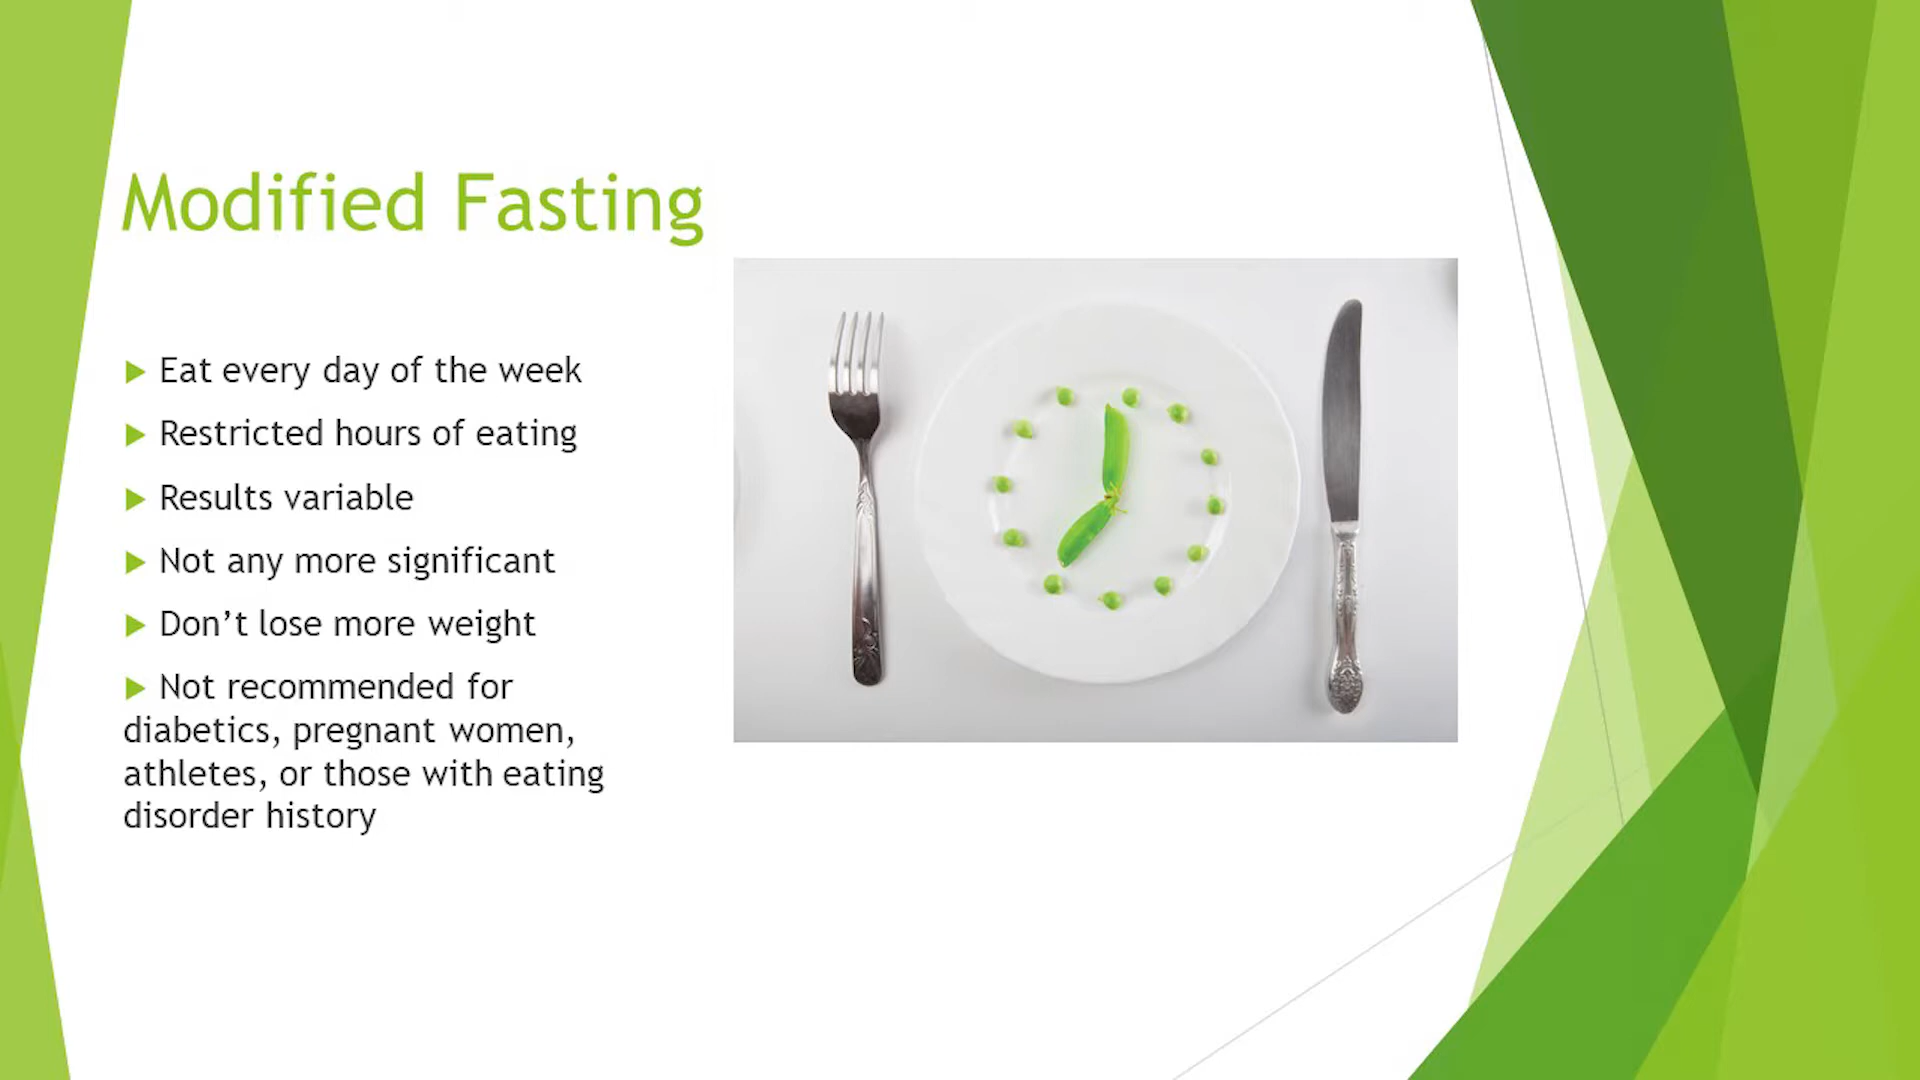 Modified Fasting
Eat every day of the week
Restricted hours of eating
Results variable
Not any more significant
Don’t lose more weight
Not recommended for
diabetics, pregnant women,
athletes, or those with eating
disorder history